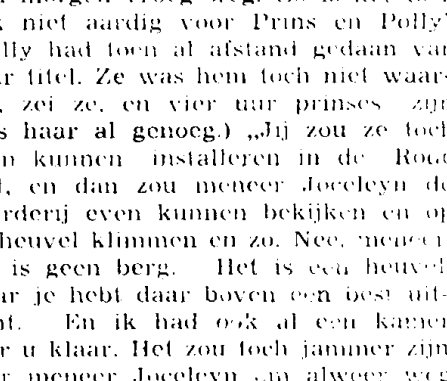 niet aardig voor Prins en Polly"
lly had toen al afstand gedaan van
r titel. Ze was hem toch niet waar-
, zei ze, en vier uur prinses zijn
s haar al genoeg.) „Jij zou ze toch
n kunnen installeren in de
, en dan zou meneer Joceleyn de
rderij even kunnen bekijken en op
heuvel klimmen en zo. Nee, meneer
is geen berg. Het is een heuvel
ar je hebt daar boven een best uit-
nt. En ik had ook al een kamer
r u klaar. Het zou toch jammer zijn
r meneer Joceleyn om alweer weg